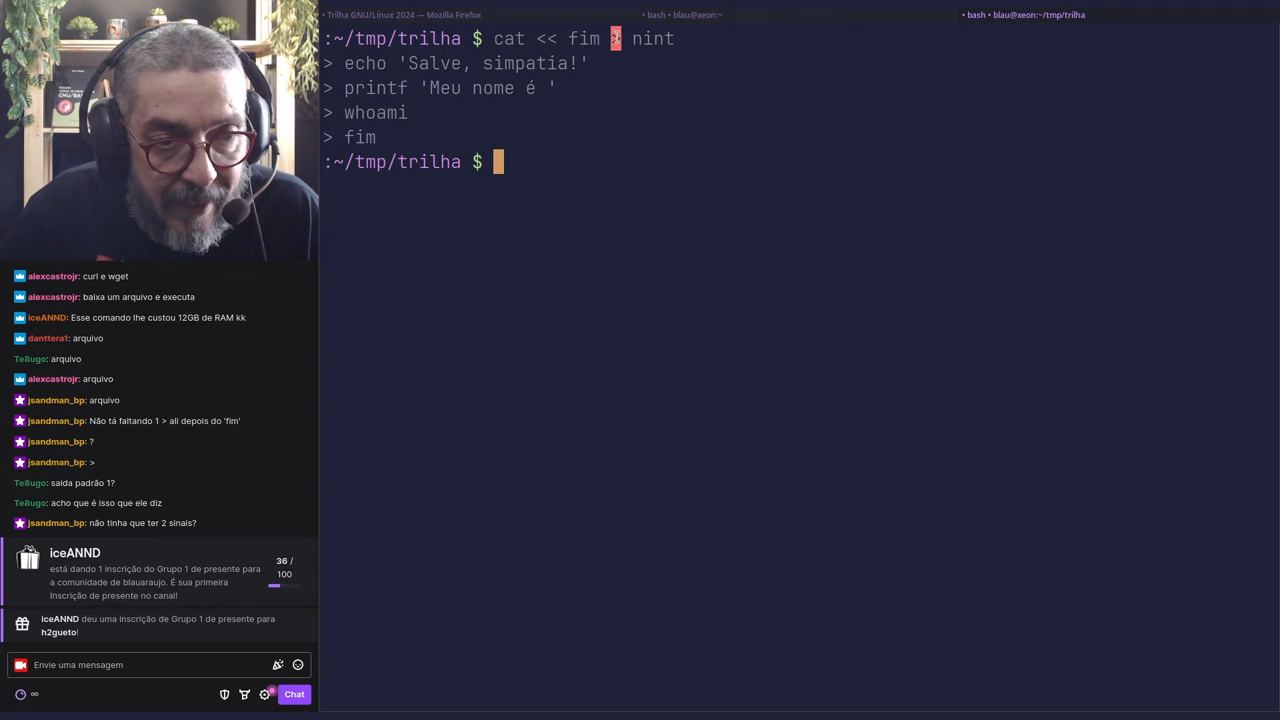 • Trilha GNU/Linux 2024 — Mozilla Firefox
• bash • blau@xeon:~
• bash • blau@xeon:~/tmp/trilha
:~/tmp/trilha $ cat << fim > nint
> echo 'Salve, simpatia!'
> printf 'Meu nome é '
> whoami
> fim
:~/tmp/trilha $
alexcastrojr: curl e wget
alexcastrojr: baixa um arquivo e executa
iceANND: Esse comando lhe custou 12GB de RAM kk
danttera1: arquivo
Te8ugo: arquivo
alexcastrojr: arquivo
jsandman_bp: arquivo
jsandman_bp: Não tá faltando 1 > ali depois do 'fim'
jsandman_bp: ?
jsandman_bp: >
Te8ugo: saida padrão 1?
Te8ugo: acho que é isso que ele diz
jsandman_bp: não tinha que ter 2 sinais?
iceANND
está dando 1 inscrição do Grupo 1 de presente para
a comunidade de blauaraujo. É sua primeira
Inscrição de presente no canal!
36 /
100
iceANND deu uma inscrição de Grupo 1 de presente para
h2gueto!
Envie uma mensagem
∞
Chat